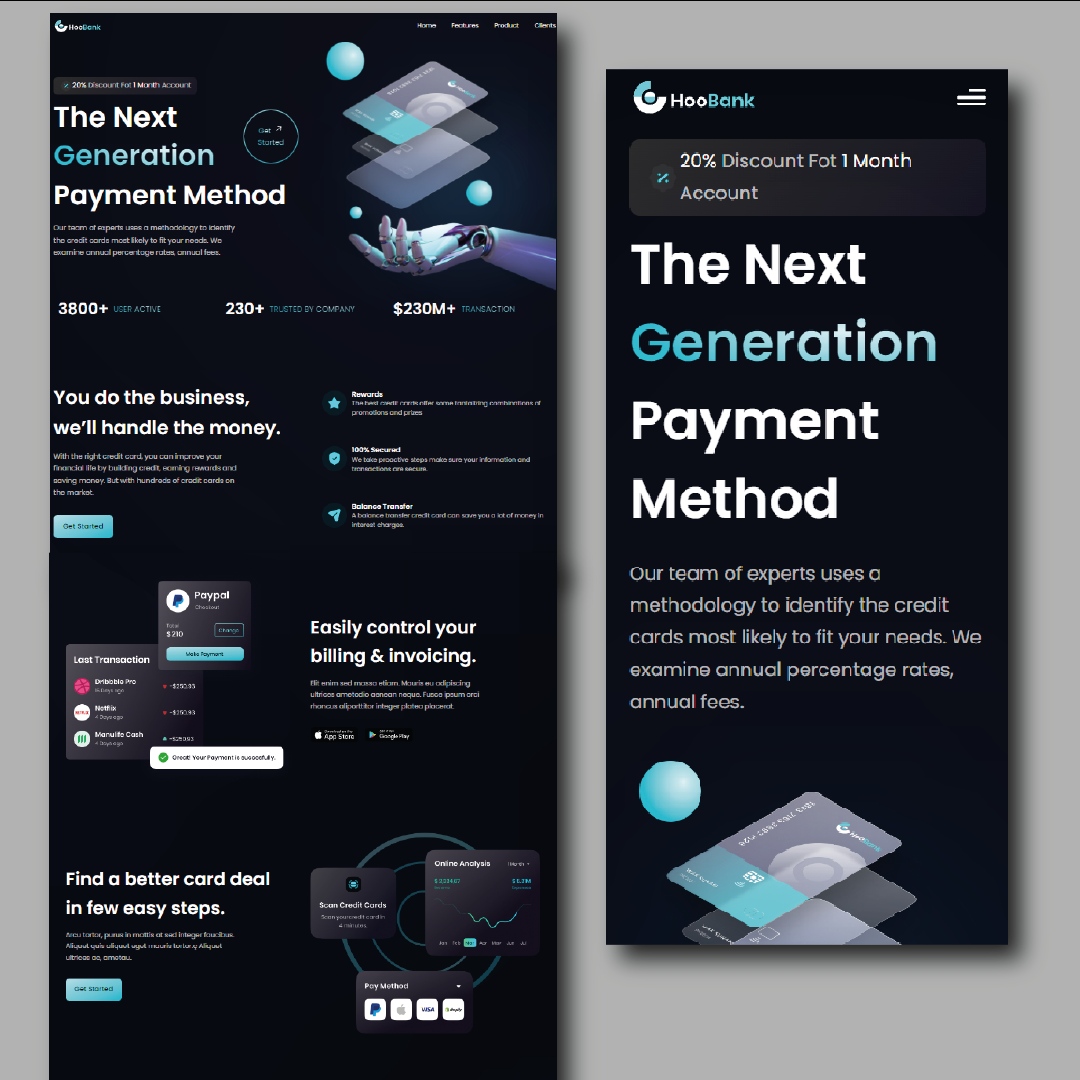 HooBank
Home Features Product Clients
20% Discount Fot 1 Month Account
The Next
Generation
Payment Method
Get
Started
Our team of experts uses a methodology to identify
the credit cards most likely to fit your needs. We
examine annual percentage rates, annual fees.
3800+ USER ACTIVE
230+ TRUSTED BY COMPANY
$230M+ TRANSACTION
You do the business,
we’ll handle the money.
With the right credit card, you can improve your
financial life by building credit, earning rewards and
saving money. But with hundreds of credit cards on
the market.
Get Started
Rewards
The best credit cards offer some tantalizing combinations of
promotions and prizes
100% Secured
We take proactive steps make sure your information and
transactions are secure.
Balance Transfer
A balance transfer credit card can save you a lot of money in
interest charges.
Paypal
Checkout
Total
$210
Change
Make Payment
Last Transaction
Dribbble Pro
-$250.93
Netflix
4 Days ago
-$250.93
Manulife Cash
4 Days ago
+$250.93
Great! Your Payment is succesfully.
Easily control your
billing & invoicing.
Elit enim sed massa etiam. Mauris eu adipiscing
ultrices ametodio aenean neque. Fusce ipsum orci
rhoncus aliporttitor integer platea placerat.
App Store
Google Play
Find a better card deal
in few easy steps.
Arcu tortor, purus in mattis at sed integer faucibus.
Aliquet quis aliquet eget mauris tortor.ç Aliquet
ultrices ac, ametau.
Get Started
Scan Credit Cards
Scan your credit card in
4 minutes.
Online Analysis
Month
Jan Feb Mar Apr May Jun Jul
Pay Method
VISA
HooBank
20% Discount Fot 1 Month
Account
The Next
Generation
Payment
Method
Our team of experts uses a
methodology to identify the credit
cards most likely to fit your needs. We
examine annual percentage rates,
annual fees.
HooBank